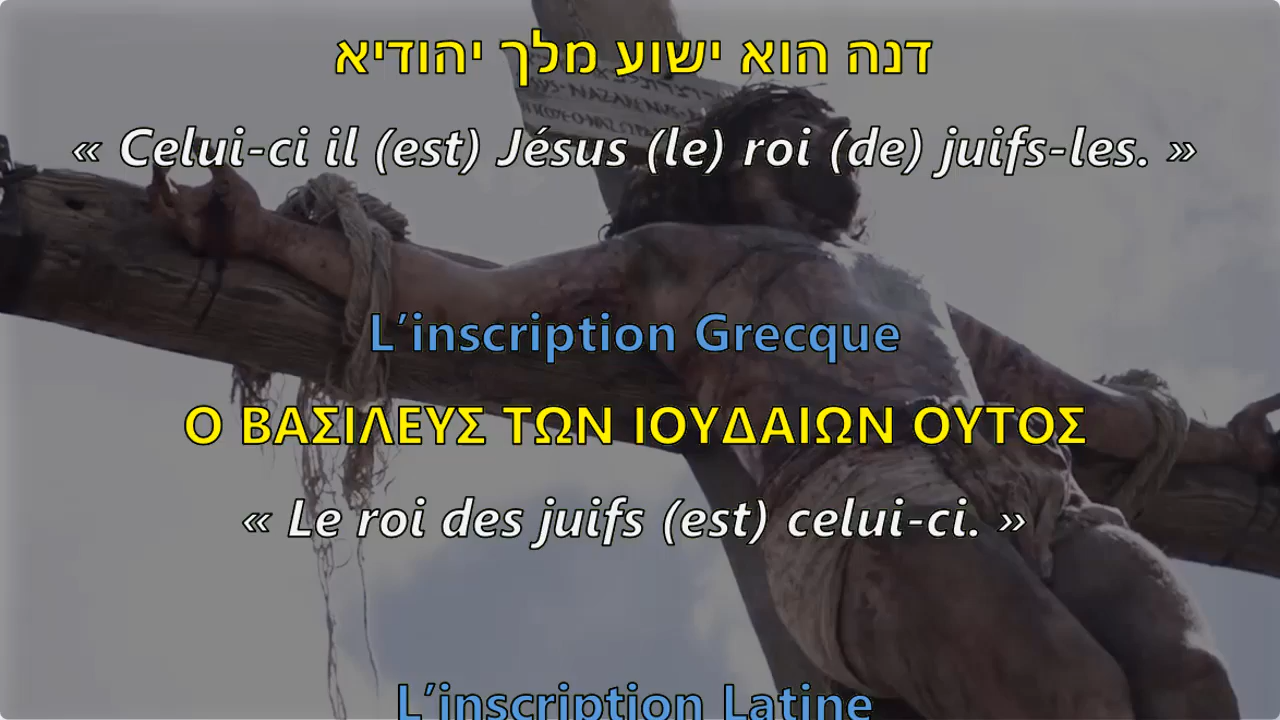 דנה הוא ישוע מלך יהודיא
« Celui-ci il (est) Jésus (le) roi (de) juifs-les. »
L’inscription Grecque
Ο ΒΑΣΙΛΕΥΣ ΤΩΝ ΙΟΥΔΑΙΩΝ ΟΥΤΟΣ
« Le roi des juifs (est) celui-ci. »
L’inscription Latine